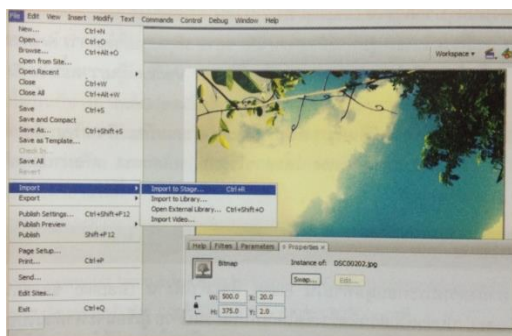 File Edit View Insert Modify Text Commands Control Debug Window Help
New... Ctrl+N
Open... Ctrl+O
Browse... Ctrl+Alt+O
Open from Site...
Open Recent
Close Ctrl+W
Close All Ctrl+Alt+W
Save Ctrl+S
Save and Compact
Save As... Ctrl+Shift+S
Save as Template...
Check In...
Save All
Revert
Import
Export
Publish Settings... Ctrl+Shift+F12
Publish Preview
Publish Shift+F12
Page Setup...
Print... Ctrl+P
Send...
Edit Sites...
Exit Ctrl+Q
Workspace
Import to Stage... Ctrl+R
Import to Library...
Open External Library... Ctrl+Shift+O
Import Video...
Help Filters Parameters Properties ×
Bitmap Instance of: DSC00202.jpg
Swap... Edit...
W: 500.0 X: 20.0
H: 375.0 Y: 2.0